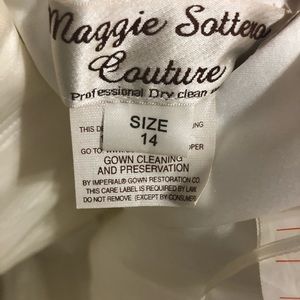 Maggie Sottero
Couture
Professional Dry clean
SIZE
14
THIS
GO TO
GOWN CLEANING
AND PRESERVATION
BY IMPERIAL® GOWN RESTORATION CO.
THIS CARE LABEL IS REQUIRED BY LAW
DO NOT REMOVE (EXCEPT BY CONSUMER)